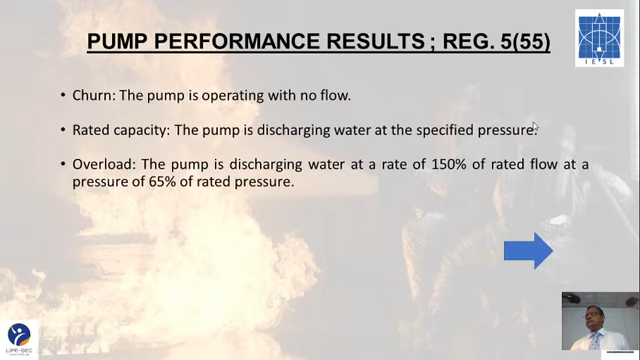 PUMP PERFORMANCE RESULTS ; REG. 5(55)
IESL
• Churn: The pump is operating with no flow.
• Rated capacity: The pump is discharging water at the specified pressure.
• Overload: The pump is discharging water at a rate of 150% of rated flow at a
pressure of 65% of rated pressure.
LIFE-SEC